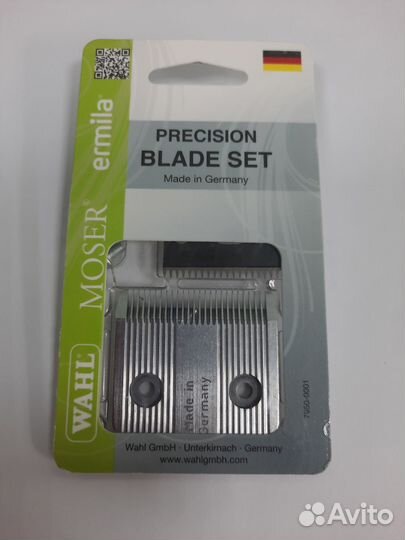 ermila®
MOSER®
WAHL®
PRECISION
BLADE SET
Made in Germany
Made in
Germany
7950-0001
Wahl GmbH · Unterkirnach · Germany
www.wahlgmbh.com
Avito